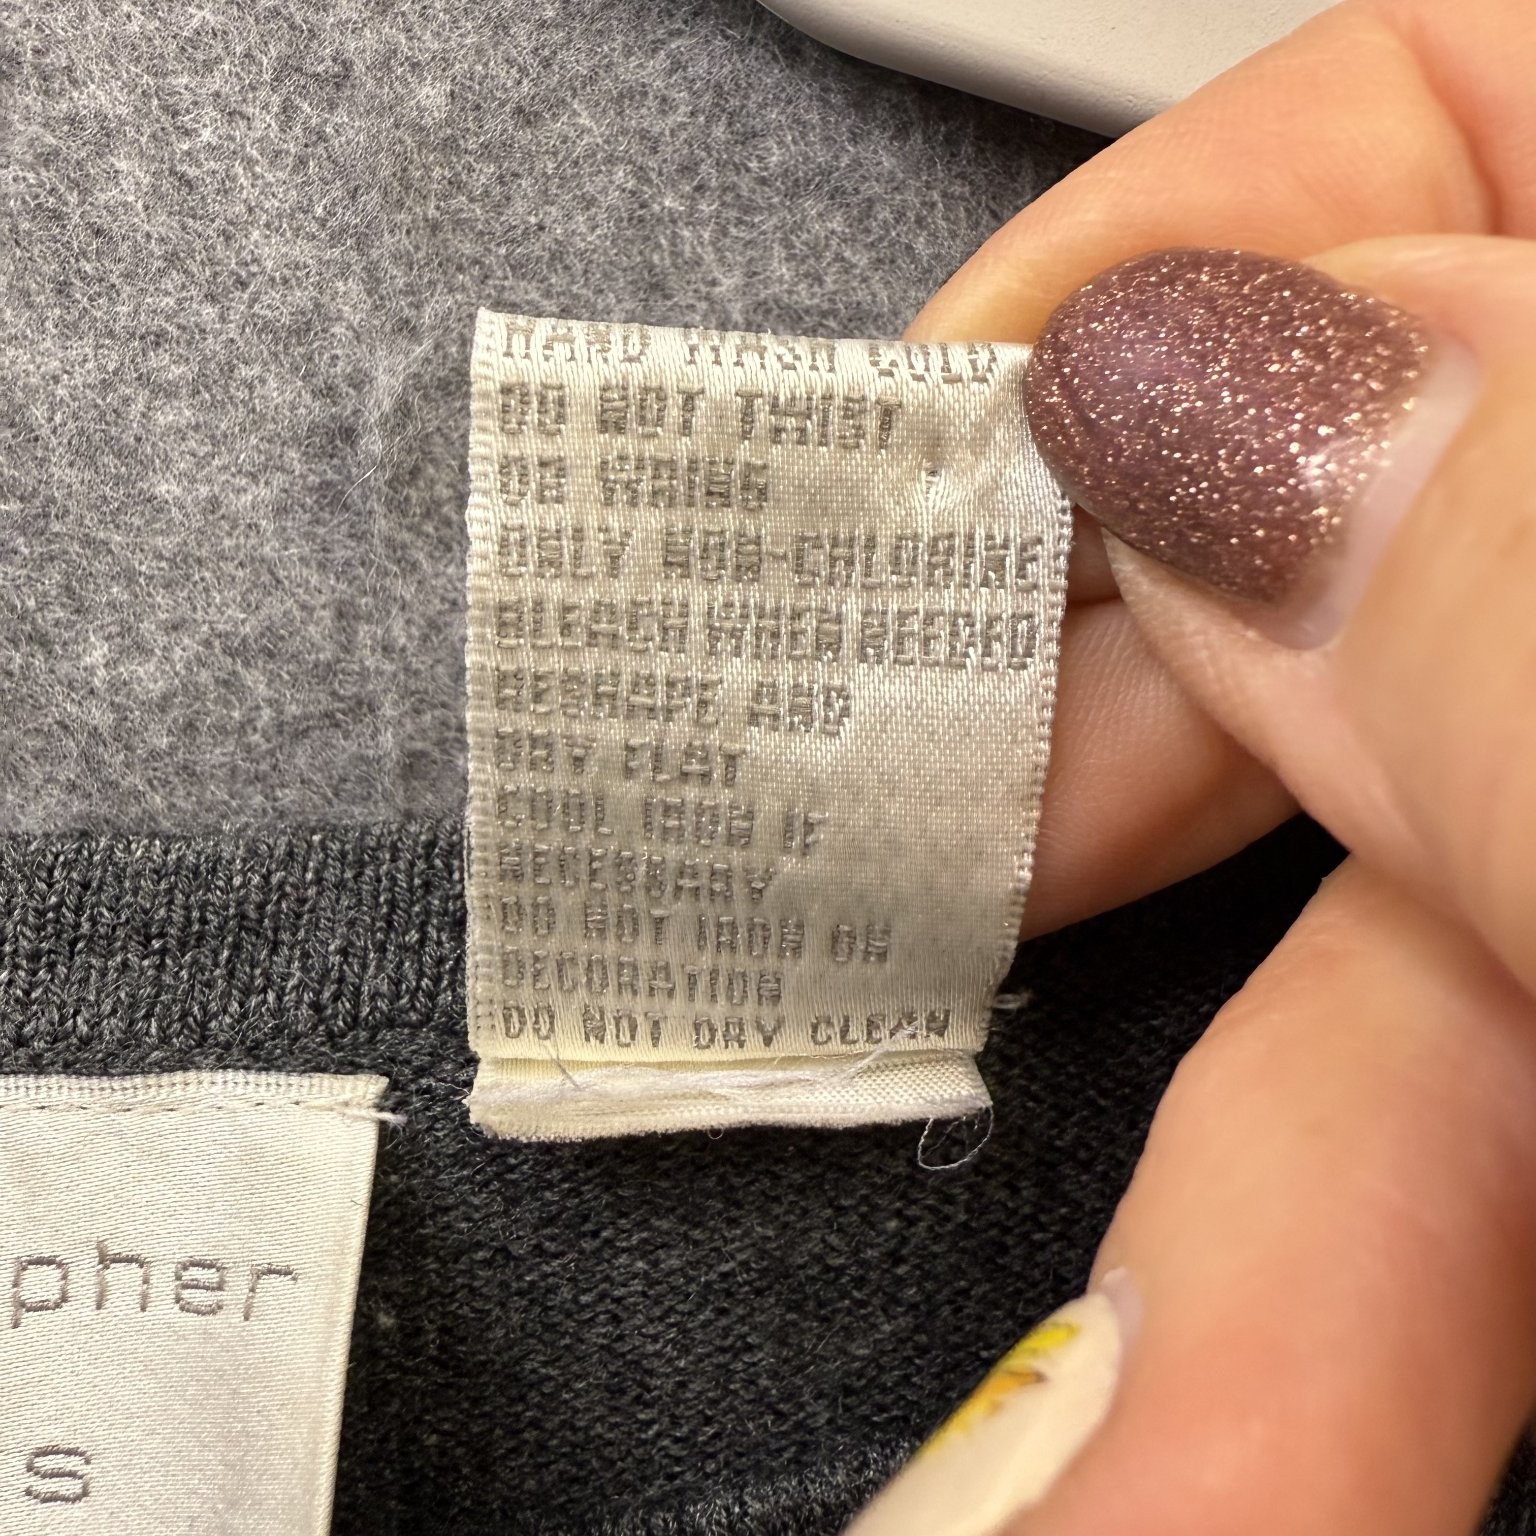 HAND WASH COLD
DO NOT TWIST
OR WRING
ONLY NON-CHLORINE
BLEACH WHEN NEEDED
RESHAPE AND
DRY FLAT
COOL IRON IF
NECESSARY
DO NOT IRON ON
DECORATION
DO NOT DRY CLEAN
pher
s